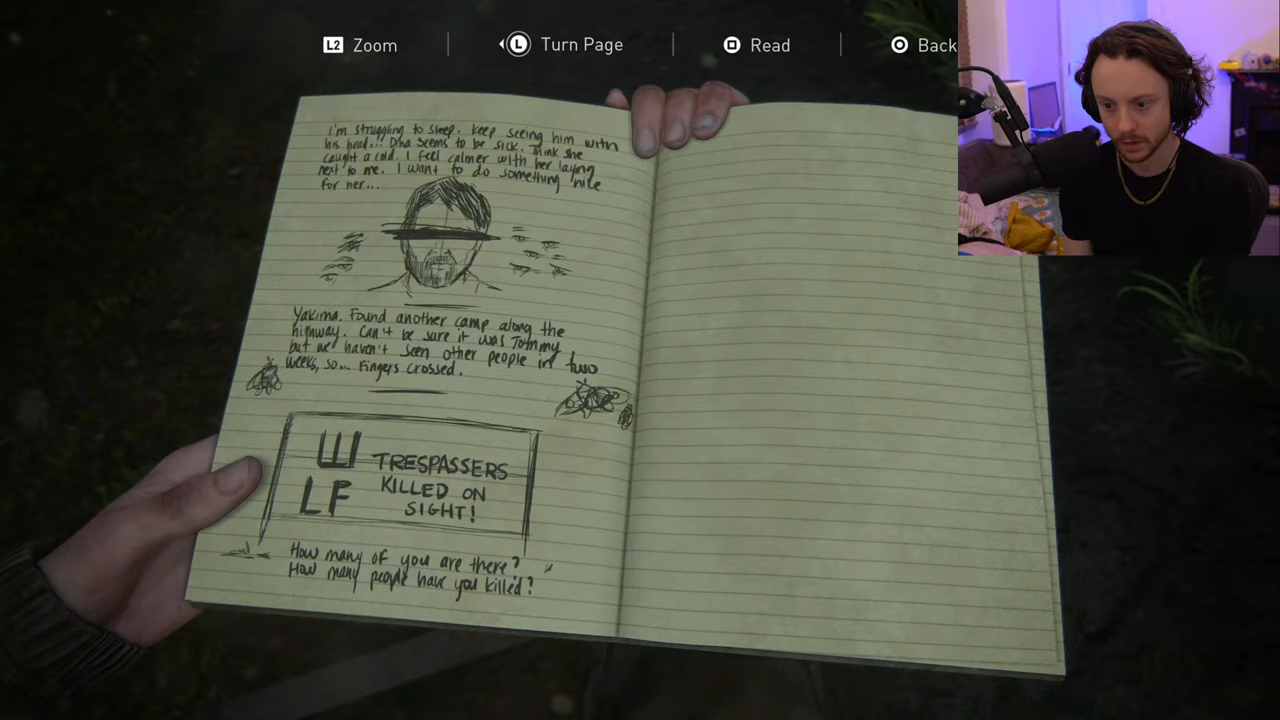 L2 Zoom
L Turn Page
Read
Back
i'm struggling to sleep. Keep seeing him with
his head... Dina seems to be sick. Think she
caught a cold. I feel calmer with her laying
next to me. I want to do something nice
for her...
Yakima. Found another camp along the
highway. Can't be sure it was Tommy
but we haven't seen other people in two
weeks, so... Fingers crossed.
W TRESPASSERS
LF KILLED ON
SIGHT!
How many of you are there?
How many people have you killed?